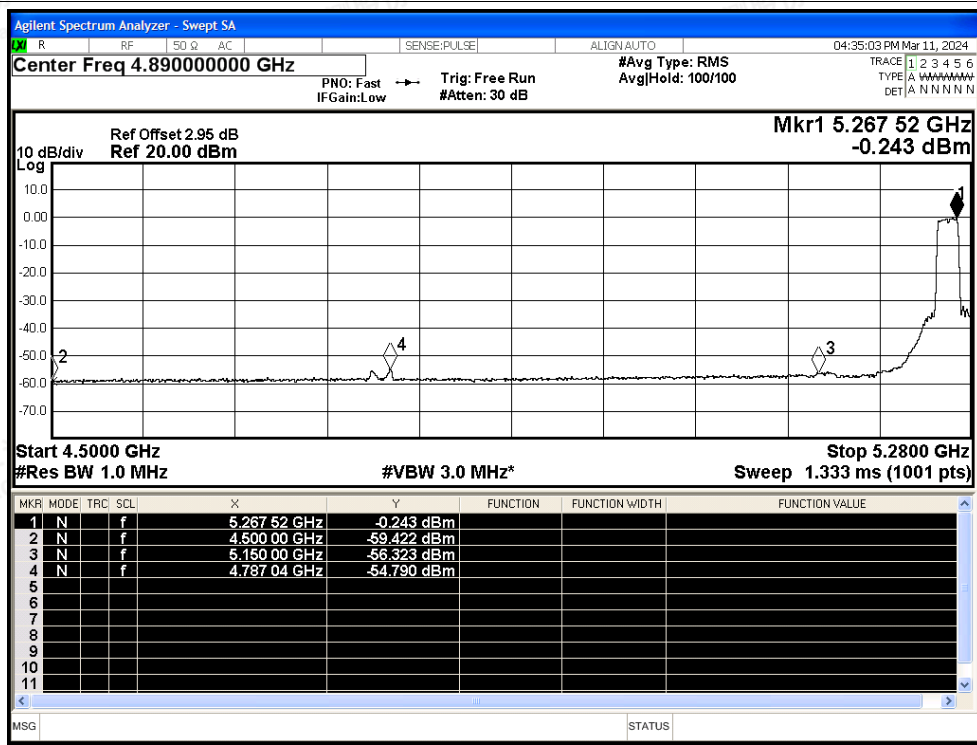 Agilent Spectrum Analyzer - Swept SA
LXI R RF 50 Ω AC SENSE:PULSE ALIGN AUTO 04:35:03 PM Mar 11, 2024
Center Freq 4.890000000 GHz
PNO: Fast
IFGain:Low
Trig: Free Run
#Atten: 30 dB
#Avg Type: RMS
Avg|Hold: 100/100
TRACE 1 2 3 4 5 6
TYPE A WWWWW
DET A N N N N N
Ref Offset 2.95 dB
10 dB/div Ref 20.00 dBm
Log
Mkr1 5.267 52 GHz
-0.243 dBm
10.0
0.00
-10.0
-20.0
-30.0
-40.0
-50.0
-60.0
-70.0
1
2
4
3
Start 4.5000 GHz Stop 5.2800 GHz
#Res BW 1.0 MHz #VBW 3.0 MHz* Sweep 1.333 ms (1001 pts)
MKR MODE TRC SCL X Y FUNCTION FUNCTION WIDTH FUNCTION VALUE
1 N f 5.267 52 GHz -0.243 dBm
2 N f 4.500 00 GHz -59.422 dBm
3 N f 5.150 00 GHz -56.323 dBm
4 N f 4.787 04 GHz -54.790 dBm
5
6
7
8
9
10
11
MSG STATUS